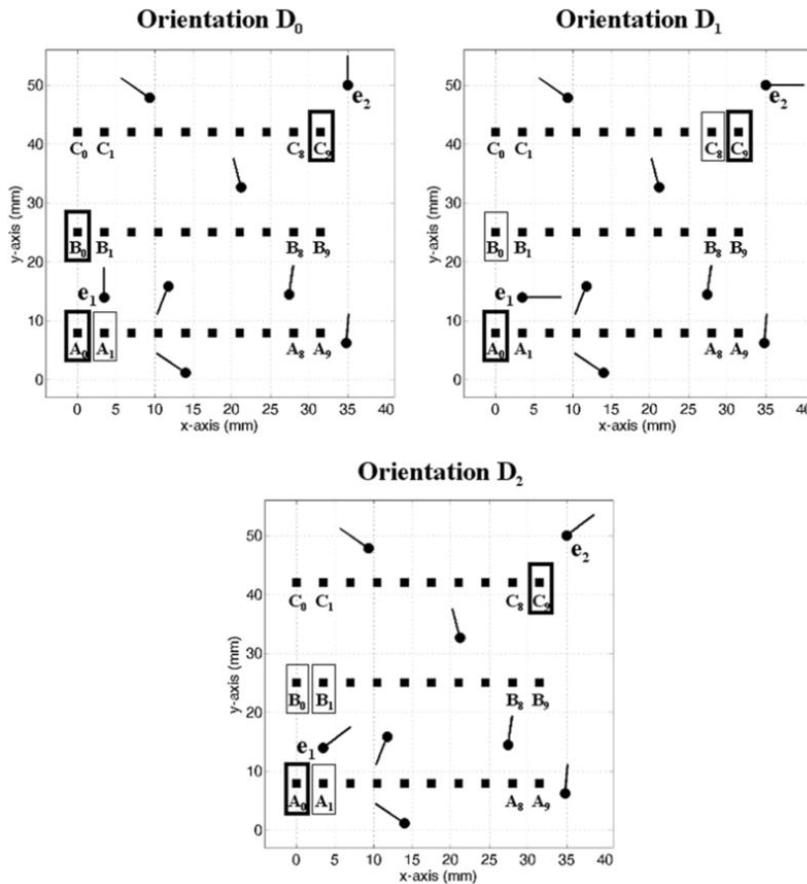 Orientation D₀
50
40
30
20
10
0
y-axis (mm)
e₂
C₀ C₁ C₈ C₉
B₀ B₁ B₈ B₉
e₁
A₀ A₁ A₈ A₉
0 5 10 15 20 25 30 35 40
x-axis (mm)
Orientation D₁
50
40
30
20
10
0
y-axis (mm)
e₂
C₀ C₁ C₈ C₉
B₀ B₁ B₈ B₉
e₁
A₀ A₁ A₈ A₉
0 5 10 15 20 25 30 35 40
x-axis (mm)
Orientation D₂
50
40
30
20
10
0
y-axis (mm)
e₂
C₀ C₁ C₈ C₉
B₀ B₁ B₈ B₉
e₁
A₀ A₁ A₈ A₉
0 5 10 15 20 25 30 35 40
x-axis (mm)